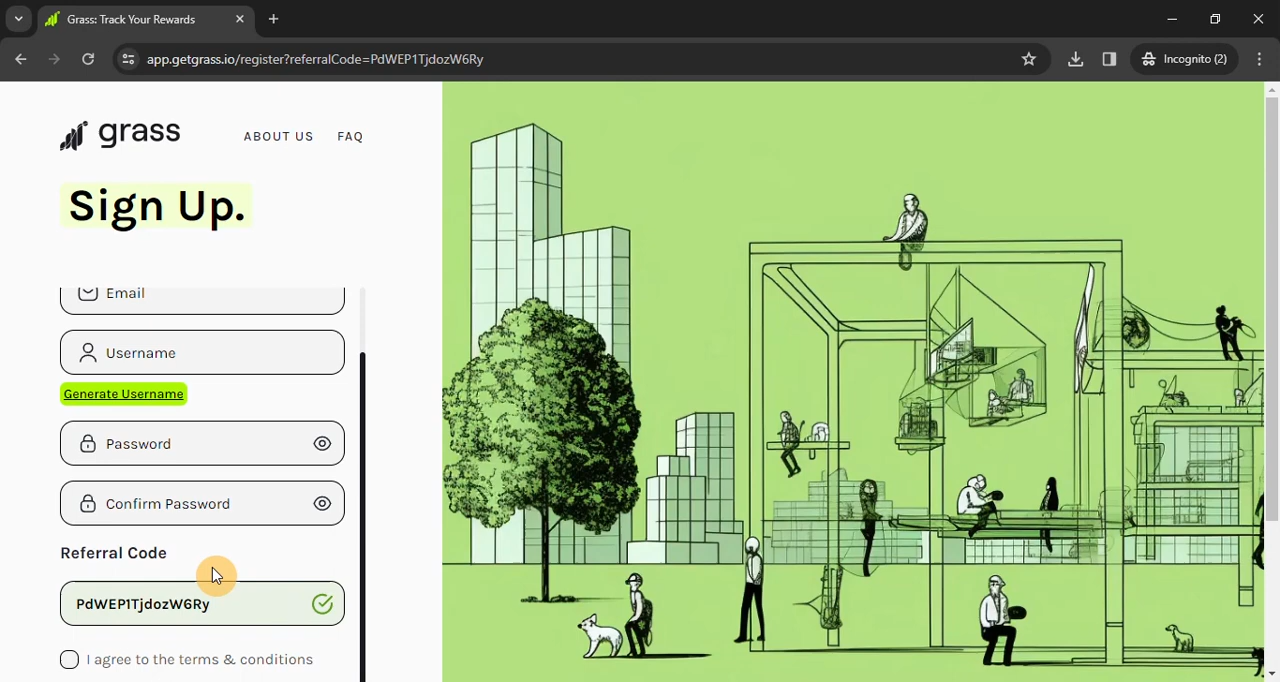 Grass: Track Your Rewards
app.getgrass.io/register?referralCode=PdWEP1TjdozW6Ry
Incognito (2)
grass
ABOUT US
FAQ
Sign Up.
Email
Username
Generate Username
Password
Confirm Password
Referral Code
PdWEP1TjdozW6Ry
I agree to the terms & conditions